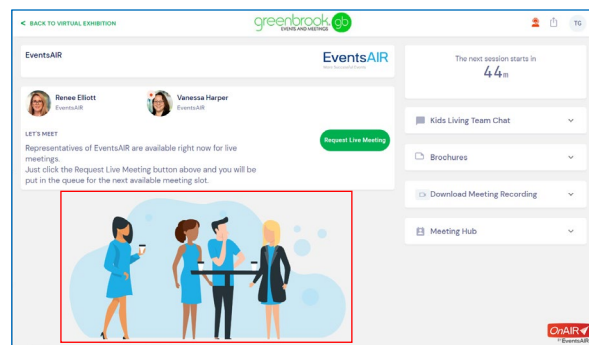 < BACK TO VIRTUAL EXHIBITION
greenbrook gb
EVENTS AND MEETINGS
TG
EventsAIR
EventsAIR
The next session starts in
44m
Renee Elliott
EventsAIR
Vanessa Harper
EventsAIR
LET'S MEET
Representatives of EventsAIR are available right now for live
meetings.
Just click the Request Live Meeting button above and you will be
put in the queue for the next available meeting slot.
Request Live Meeting
Kids Living Team Chat
Brochures
Download Meeting Recording
Meeting Hub
OnAIR
BY EventsAIR